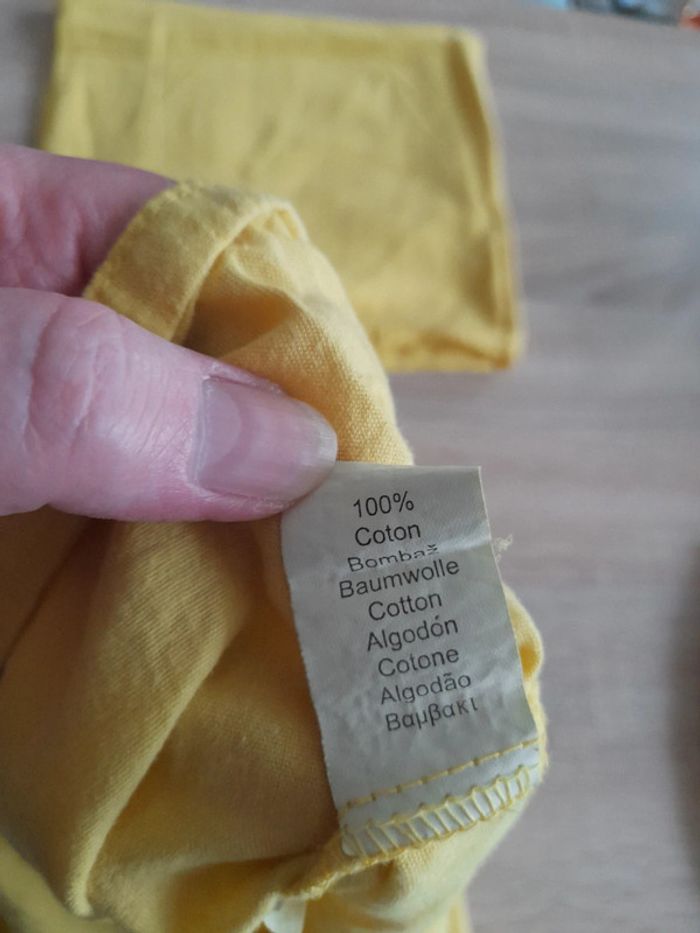 100%
Coton
Bombaž
Baumwolle
Cotton
Algodón
Cotone
Algodão
Βαμβακι